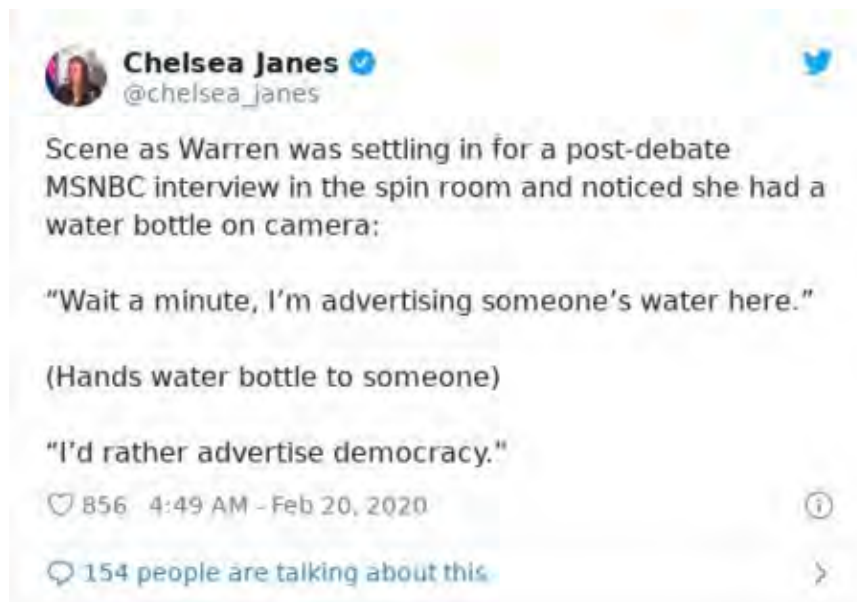 Chelsea Janes
@chelsea_janes
Scene as Warren was settling in for a post-debate
MSNBC interview in the spin room and noticed she had a
water bottle on camera:
“Wait a minute, I’m advertising someone’s water here.”
(Hands water bottle to someone)
“I’d rather advertise democracy."
856 4:49 AM - Feb 20, 2020
154 people are talking about this